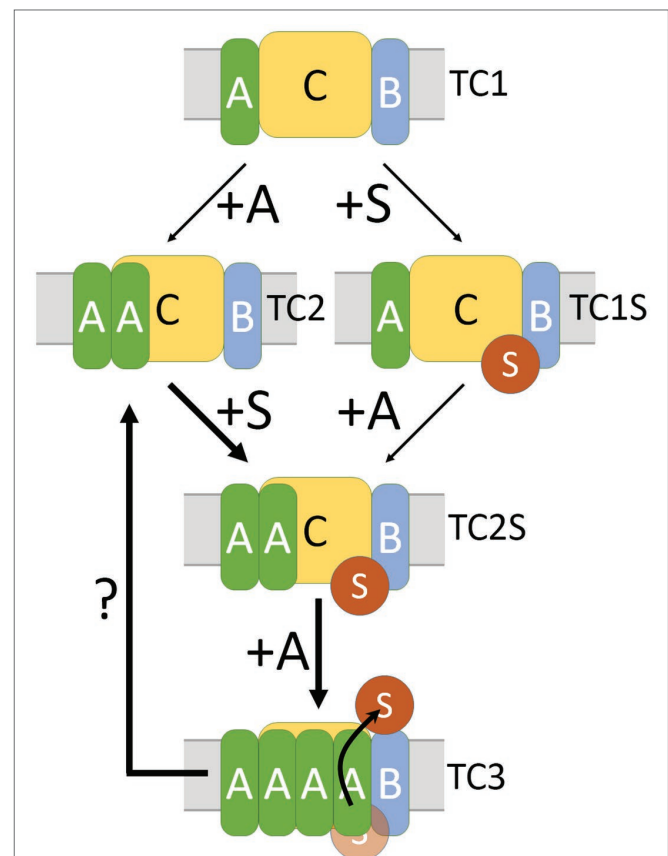 A C B TC1
+A +S
A A C B TC2 A C B TC1S
S
+S +A
A A C B TC2S
S
?
+A
S
A A A A B TC3
S